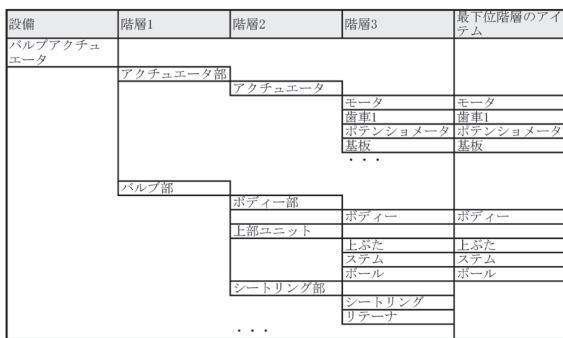 設備 階層1 階層2 階層3 最下位階層のアイ
テム
バルブアクチュ
エータ
アクチュエータ部
アクチュエータ
モータ モータ
歯車1 歯車1
ポテンショメータ ポテンショメータ
基板 基板
・・・
バルブ部
ボディー部
ボディー ボディー
上部ユニット
上ぶた 上ぶた
ステム ステム
ボール ボール
シートリング部
シートリング
リテーナ
・・・